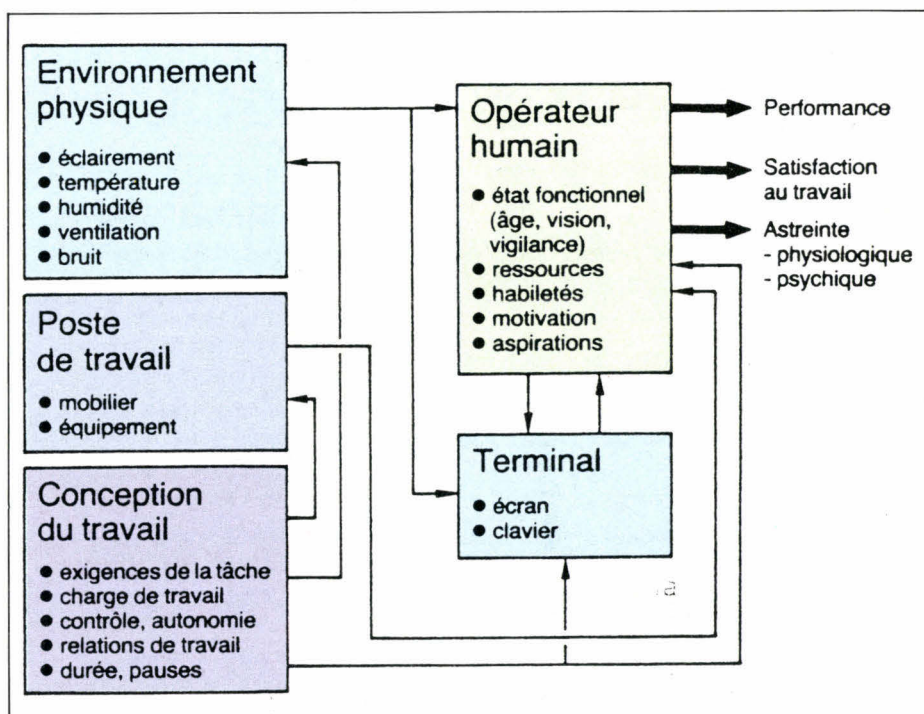 Environnement
physique
● éclairement
● température
● humidité
● ventilation
● bruit
Poste
de travail
● mobilier
● équipement
Conception
du travail
● exigences de la tâche
● charge de travail
● contrôle, autonomie
● relations de travail
● durée, pauses
Opérateur
humain
● état fonctionnel
(âge, vision,
vigilance)
● ressources
● habiletés
● motivation
● aspirations
Terminal
● écran
● clavier
Performance
Satisfaction
au travail
Astreinte
- physiologique
- psychique